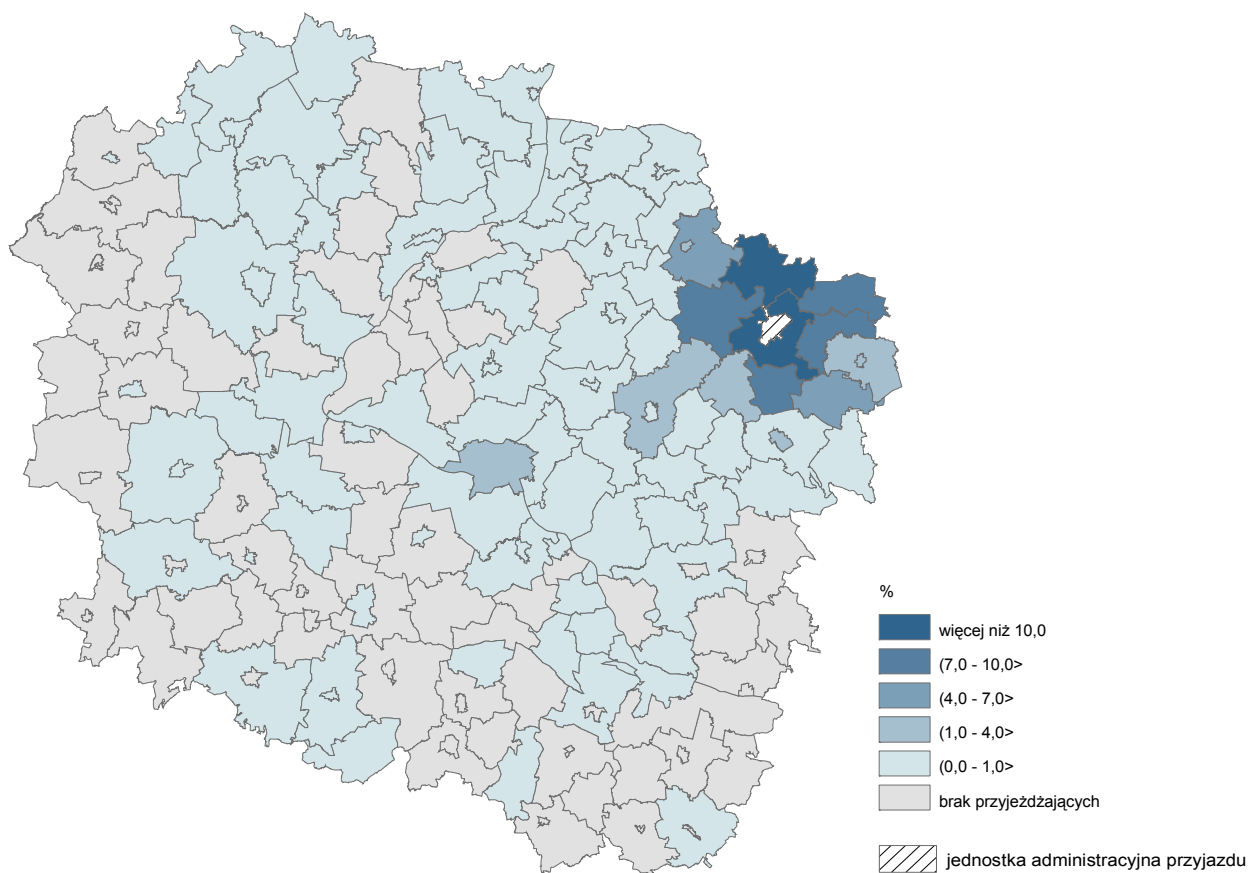 %
więcej niż 10,0
(7,0 - 10,0>
(4,0 - 7,0>
(1,0 - 4,0>
(0,0 - 1,0>
brak przyjeżdżających
jednostka administracyjna przyjazdu